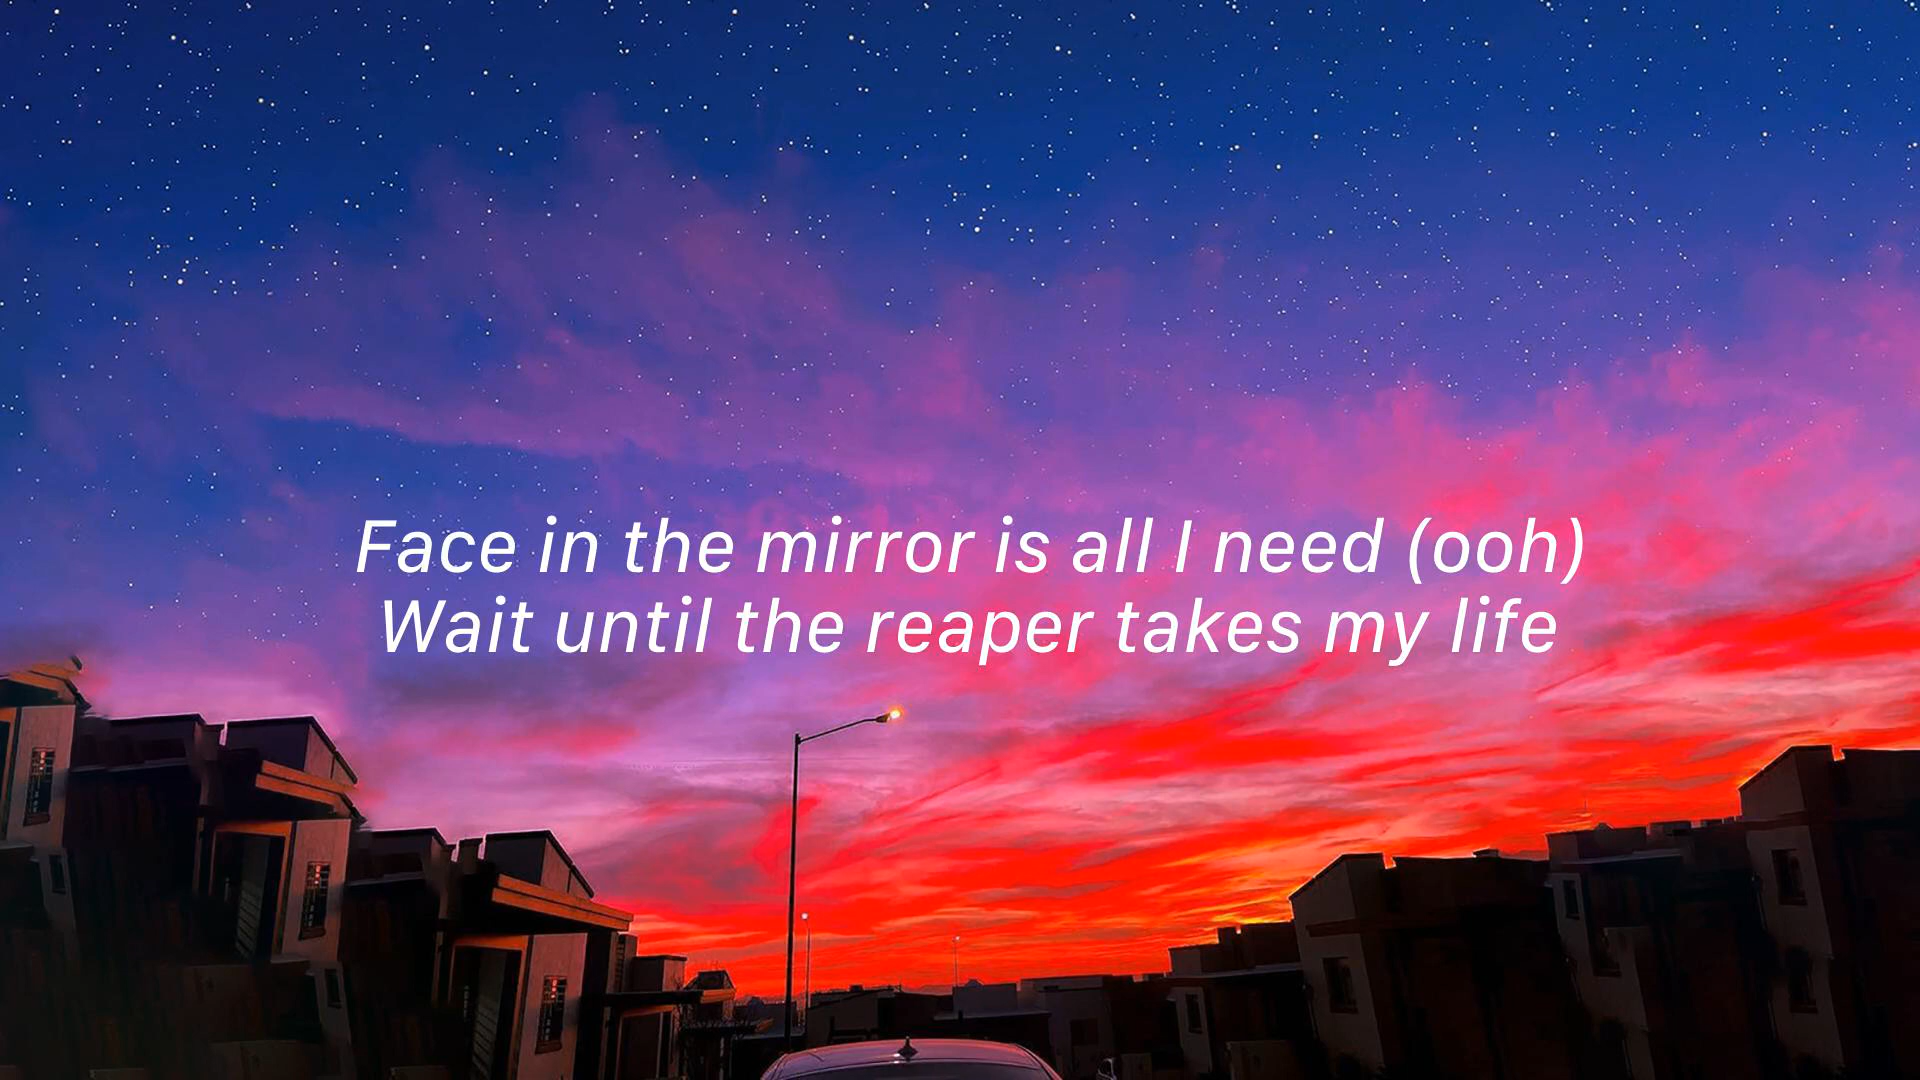 Face in the mirror is all I need (ooh)
Wait until the reaper takes my life